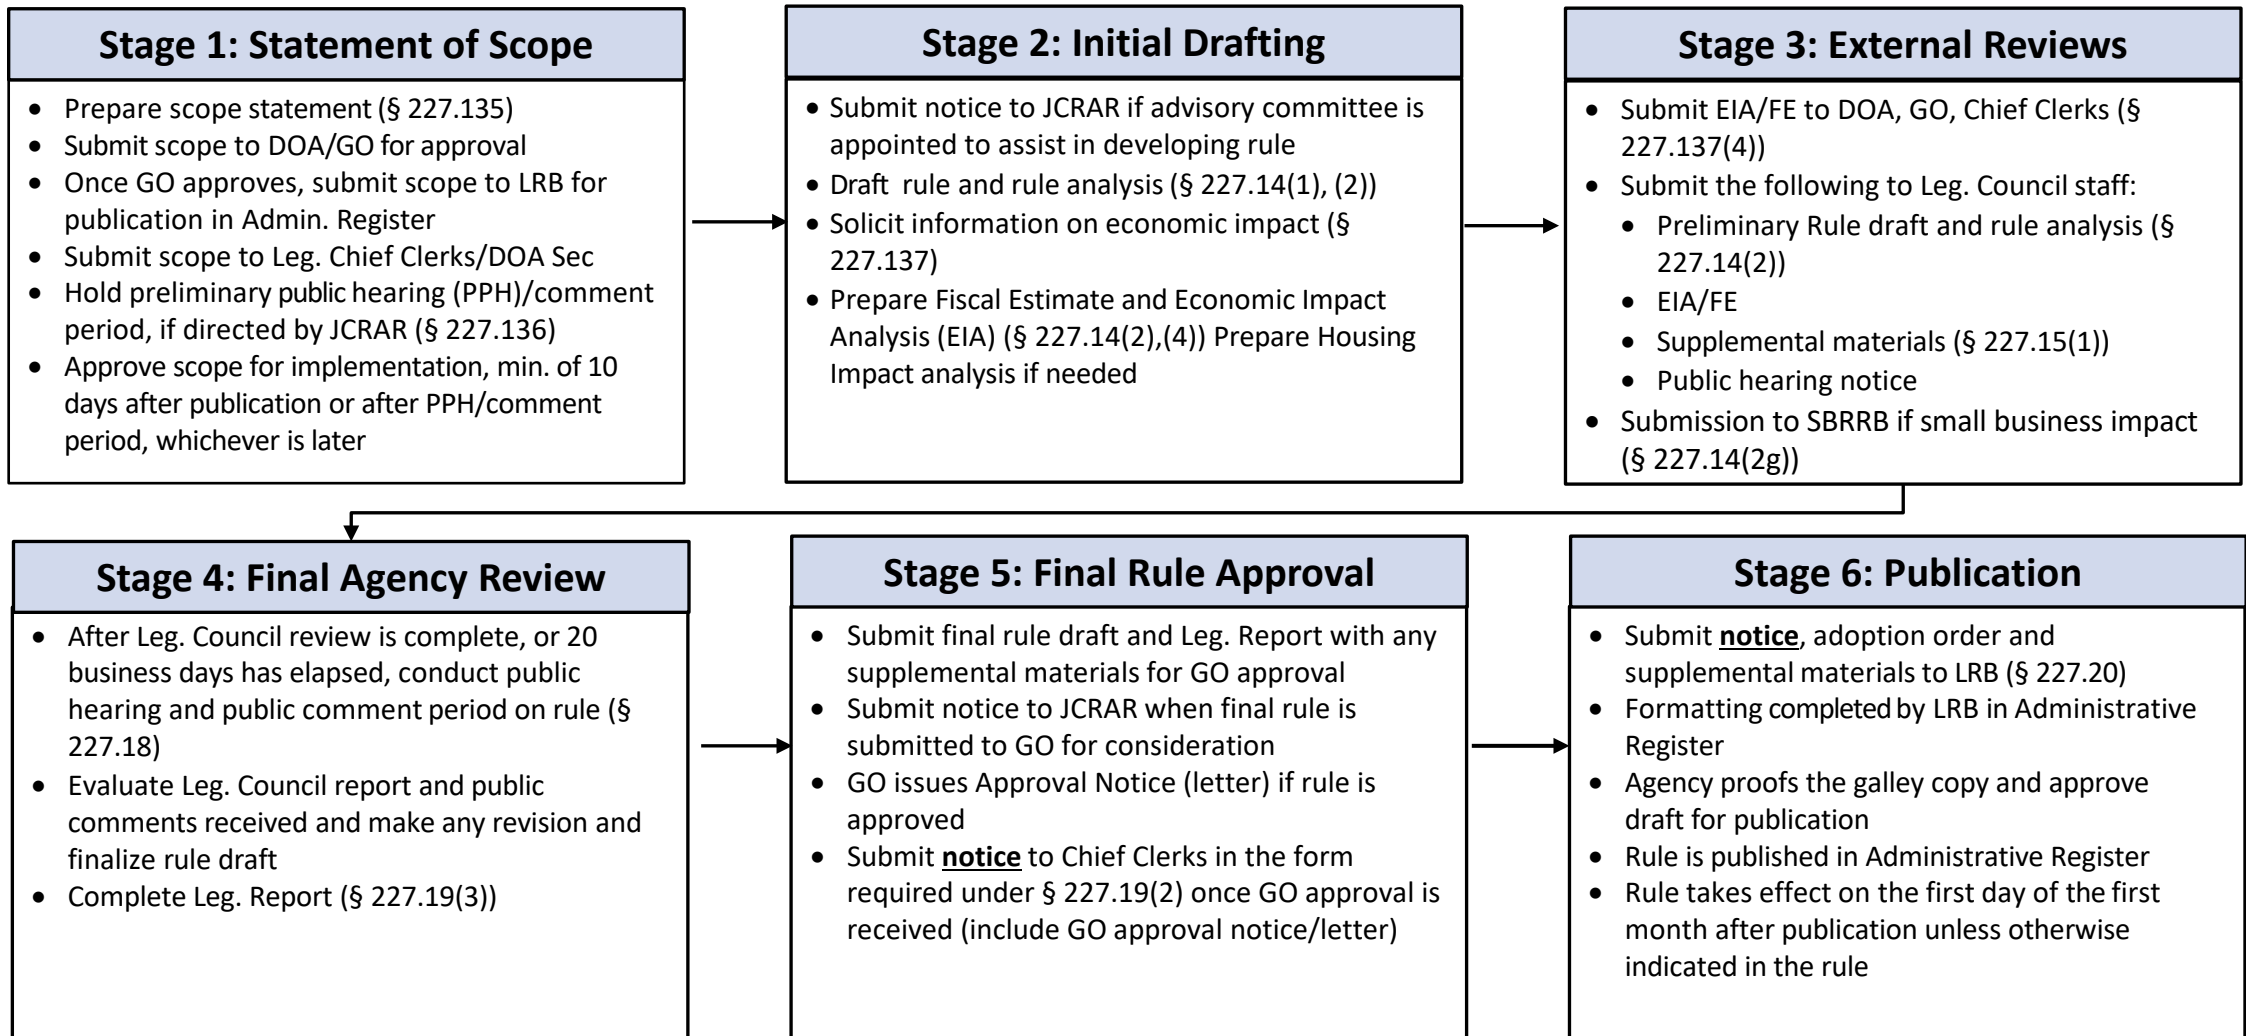 Stage 1: Statement of Scope
• Prepare scope statement (§ 227.135)
• Submit scope to DOA/GO for approval
• Once GO approves, submit scope to LRB for
publication in Admin. Register
• Submit scope to Leg. Chief Clerks/DOA Sec
• Hold preliminary public hearing (PPH)/comment
period, if directed by JCRAR (§ 227.136)
• Approve scope for implementation, min. of 10
days after publication or after PPH/comment
period, whichever is later
Stage 2: Initial Drafting
• Submit notice to JCRAR if advisory committee is
appointed to assist in developing rule
• Draft rule and rule analysis (§ 227.14(1), (2))
• Solicit information on economic impact (§
227.137)
• Prepare Fiscal Estimate and Economic Impact
Analysis (EIA) (§ 227.14(2),(4)) Prepare Housing
Impact analysis if needed
Stage 3: External Reviews
• Submit EIA/FE to DOA, GO, Chief Clerks (§
227.137(4))
• Submit the following to Leg. Council staff:
• Preliminary Rule draft and rule analysis (§
227.14(2))
• EIA/FE
• Supplemental materials (§ 227.15(1))
• Public hearing notice
• Submission to SBRRB if small business impact
(§ 227.14(2g))
Stage 4: Final Agency Review
• After Leg. Council review is complete, or 20
business days has elapsed, conduct public
hearing and public comment period on rule (§
227.18)
• Evaluate Leg. Council report and public
comments received and make any revision and
finalize rule draft
• Complete Leg. Report (§ 227.19(3))
Stage 5: Final Rule Approval
• Submit final rule draft and Leg. Report with any
supplemental materials for GO approval
• Submit notice to JCRAR when final rule is
submitted to GO for consideration
• GO issues Approval Notice (letter) if rule is
approved
• Submit notice to Chief Clerks in the form
required under § 227.19(2) once GO approval is
received (include GO approval notice/letter)
Stage 6: Publication
• Submit notice, adoption order and
supplemental materials to LRB (§ 227.20)
• Formatting completed by LRB in Administrative
Register
• Agency proofs the galley copy and approve
draft for publication
• Rule is published in Administrative Register
• Rule takes effect on the first day of the first
month after publication unless otherwise
indicated in the rule